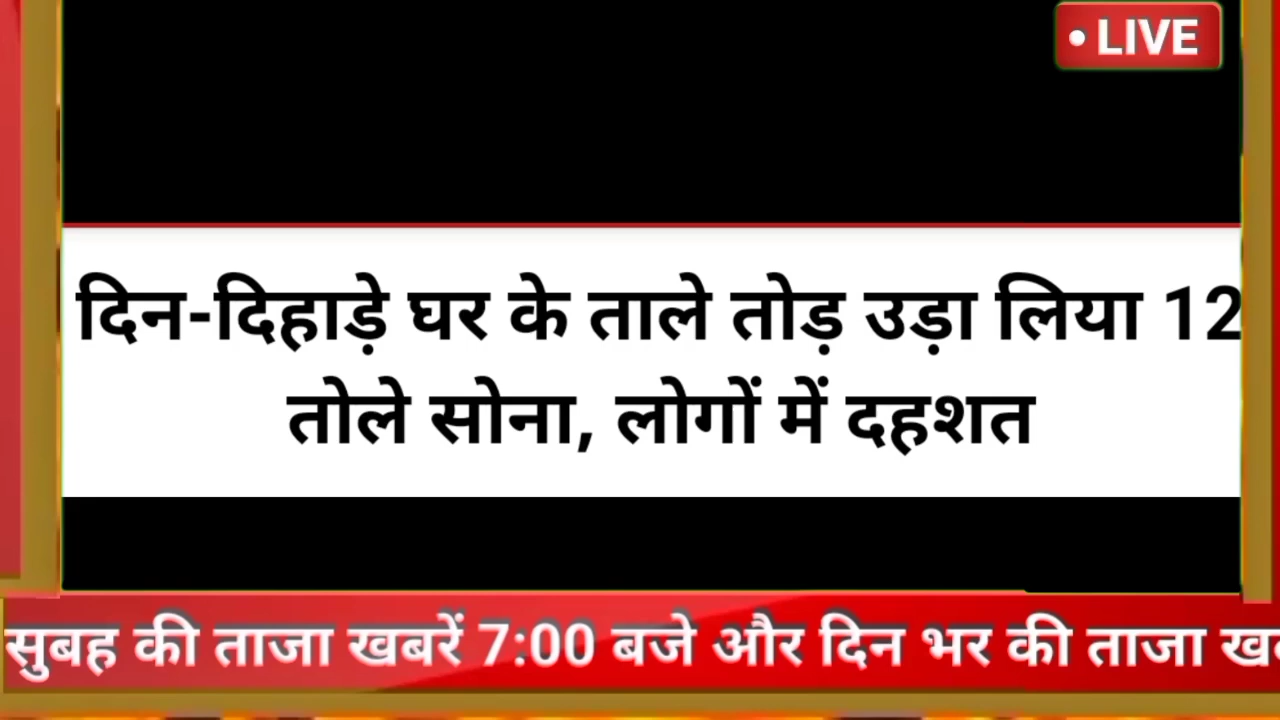 • LIVE
दिन-दिहाड़े घर के ताले तोड़ उड़ा लिया 12
तोले सोना, लोगों में दहशत
सुबह की ताजा खबरें 7:00 बजे और दिन भर की ताजा